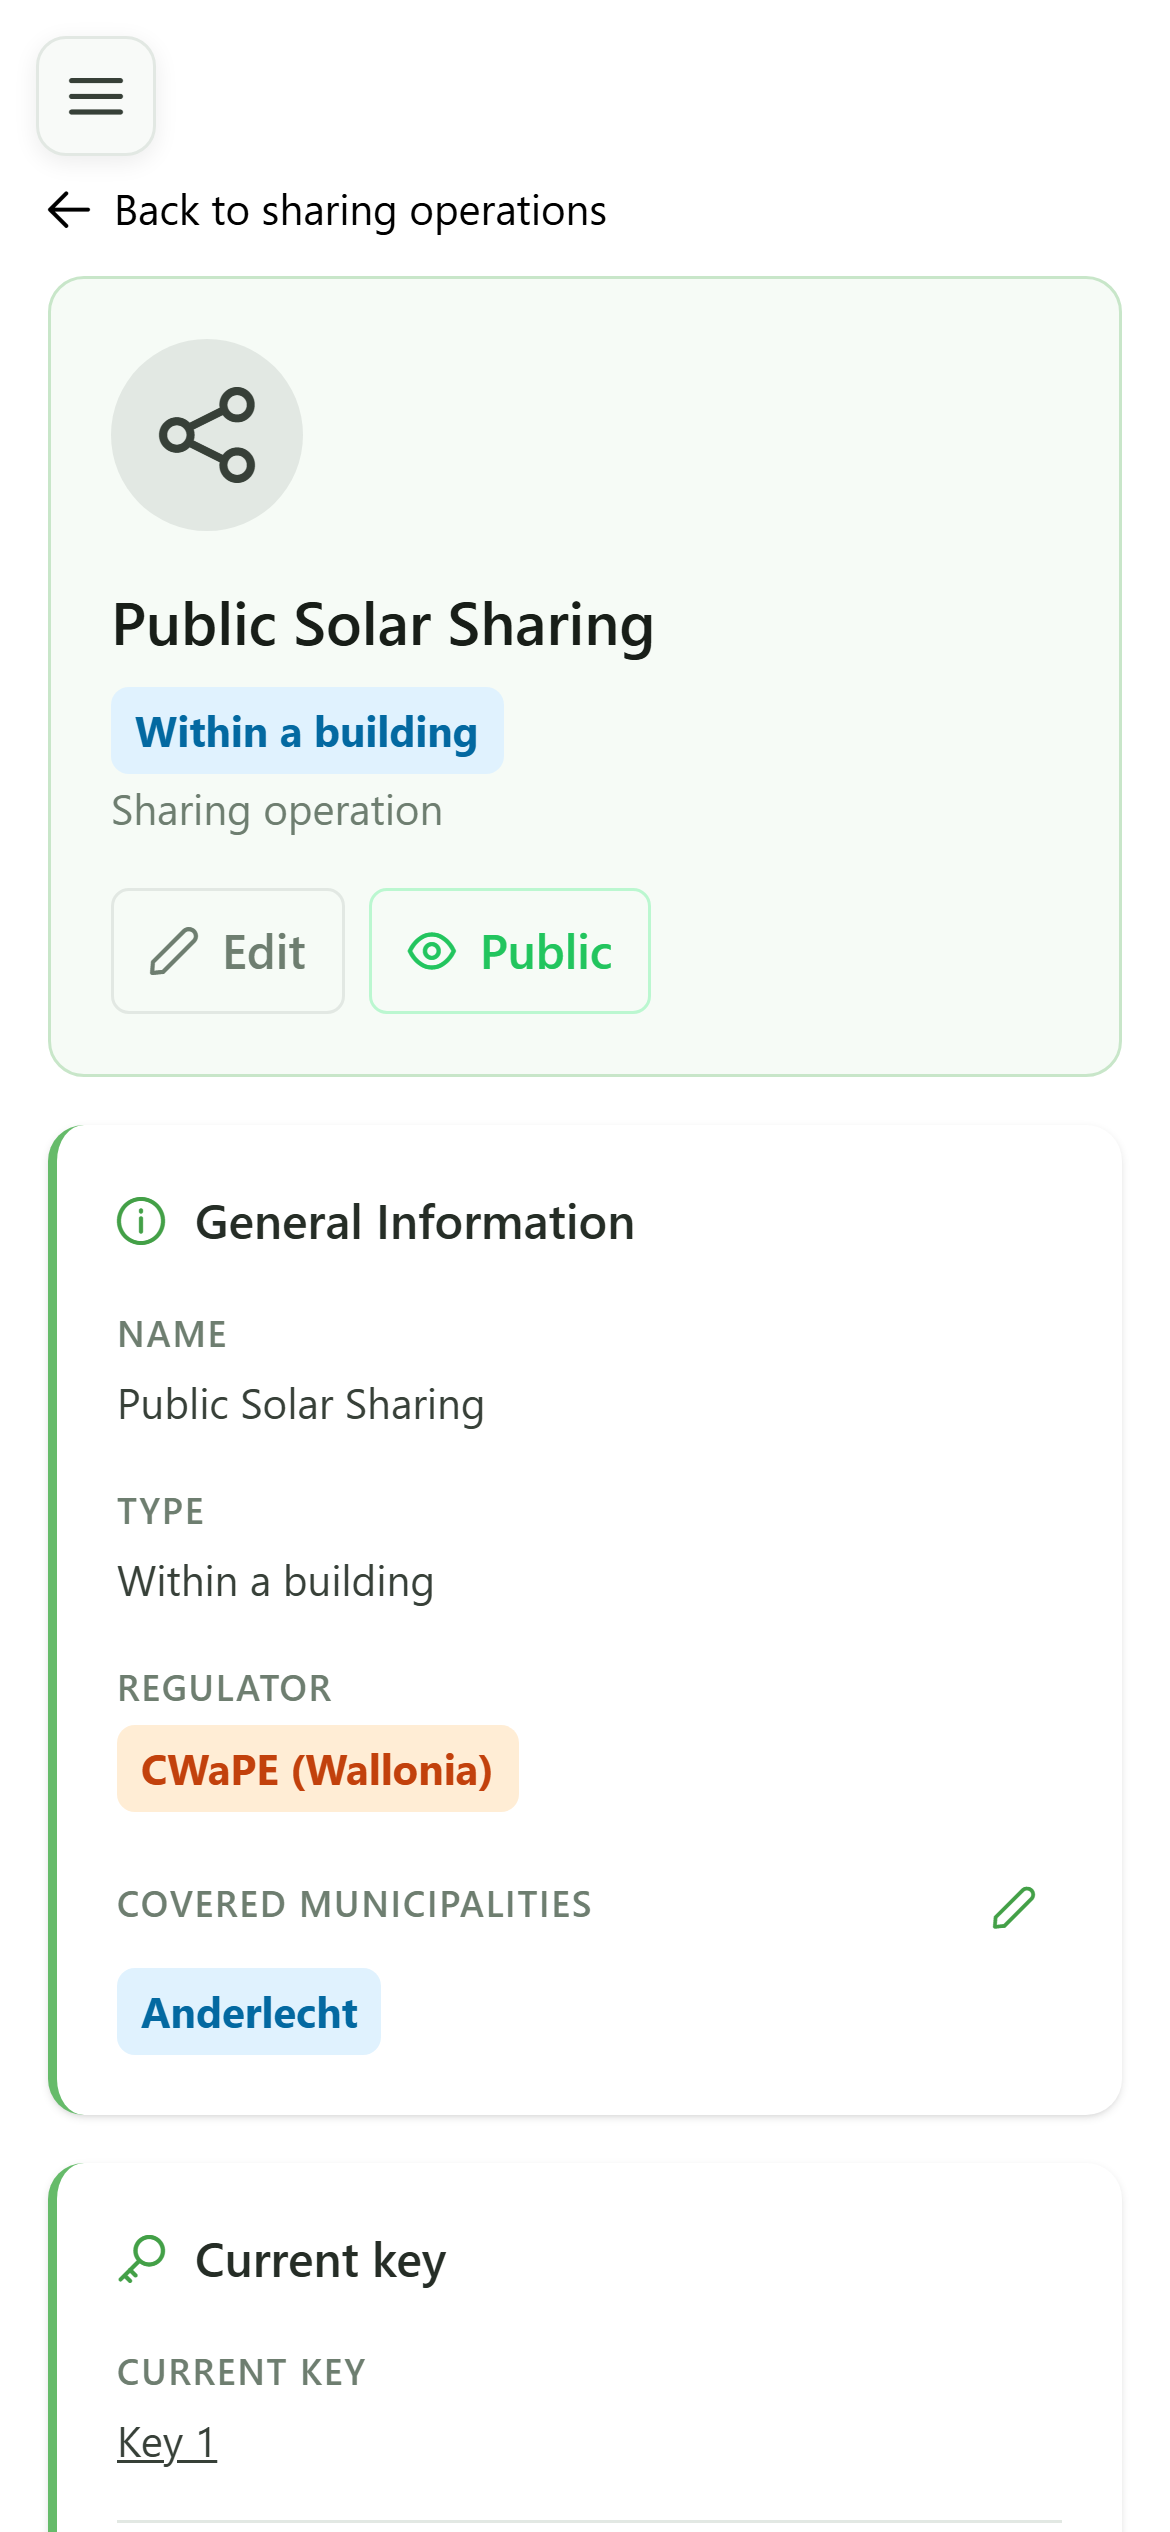 Back to sharing operations
Public Solar Sharing
Within a building
Sharing operation
Edit
Public
General Information
NAME
Public Solar Sharing
TYPE
Within a building
REGULATOR
CWaPE (Wallonia)
COVERED MUNICIPALITIES
Anderlecht
Current key
CURRENT KEY
Key 1